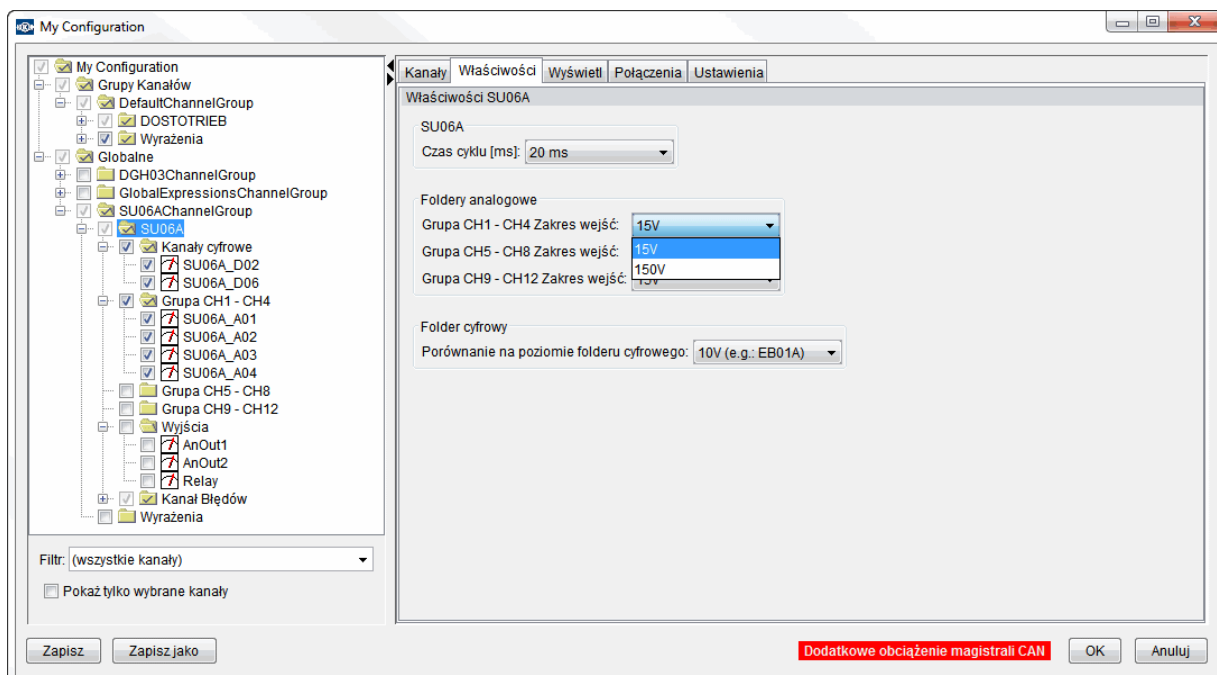 My Configuration
My Configuration
Grupy Kanałów
DefaultChannelGroup
DOSTOTRIEB
Wyrażenia
Globalne
DGH03ChannelGroup
GlobalExpressionsChannelGroup
SU06AChannelGroup
SU06A
Kanały cyfrowe
SU06A_D02
SU06A_D06
Grupa CH1 - CH4
SU06A_A01
SU06A_A02
SU06A_A03
SU06A_A04
Grupa CH5 - CH8
Grupa CH9 - CH12
Wyjścia
AnOut1
AnOut2
Relay
Kanał Błędów
Wyrażenia
Filtr: (wszystkie kanały)
Pokaż tylko wybrane kanały
Kanały Właściwości Wyświetl Połączenia Ustawienia
Właściwości SU06A
SU06A
Czas cyklu [ms]: 20 ms
Foldery analogowe
Grupa CH1 - CH4 Zakres wejść: 15V
Grupa CH5 - CH8 Zakres wejść: 15V
150V
Grupa CH9 - CH12 Zakres wejść:
Folder cyfrowy
Porównanie na poziomie folderu cyfrowego: 10V (e.g.: EB01A)
Zapisz Zapisz jako Dodatkowe obciążenie magistrali CAN OK Anuluj